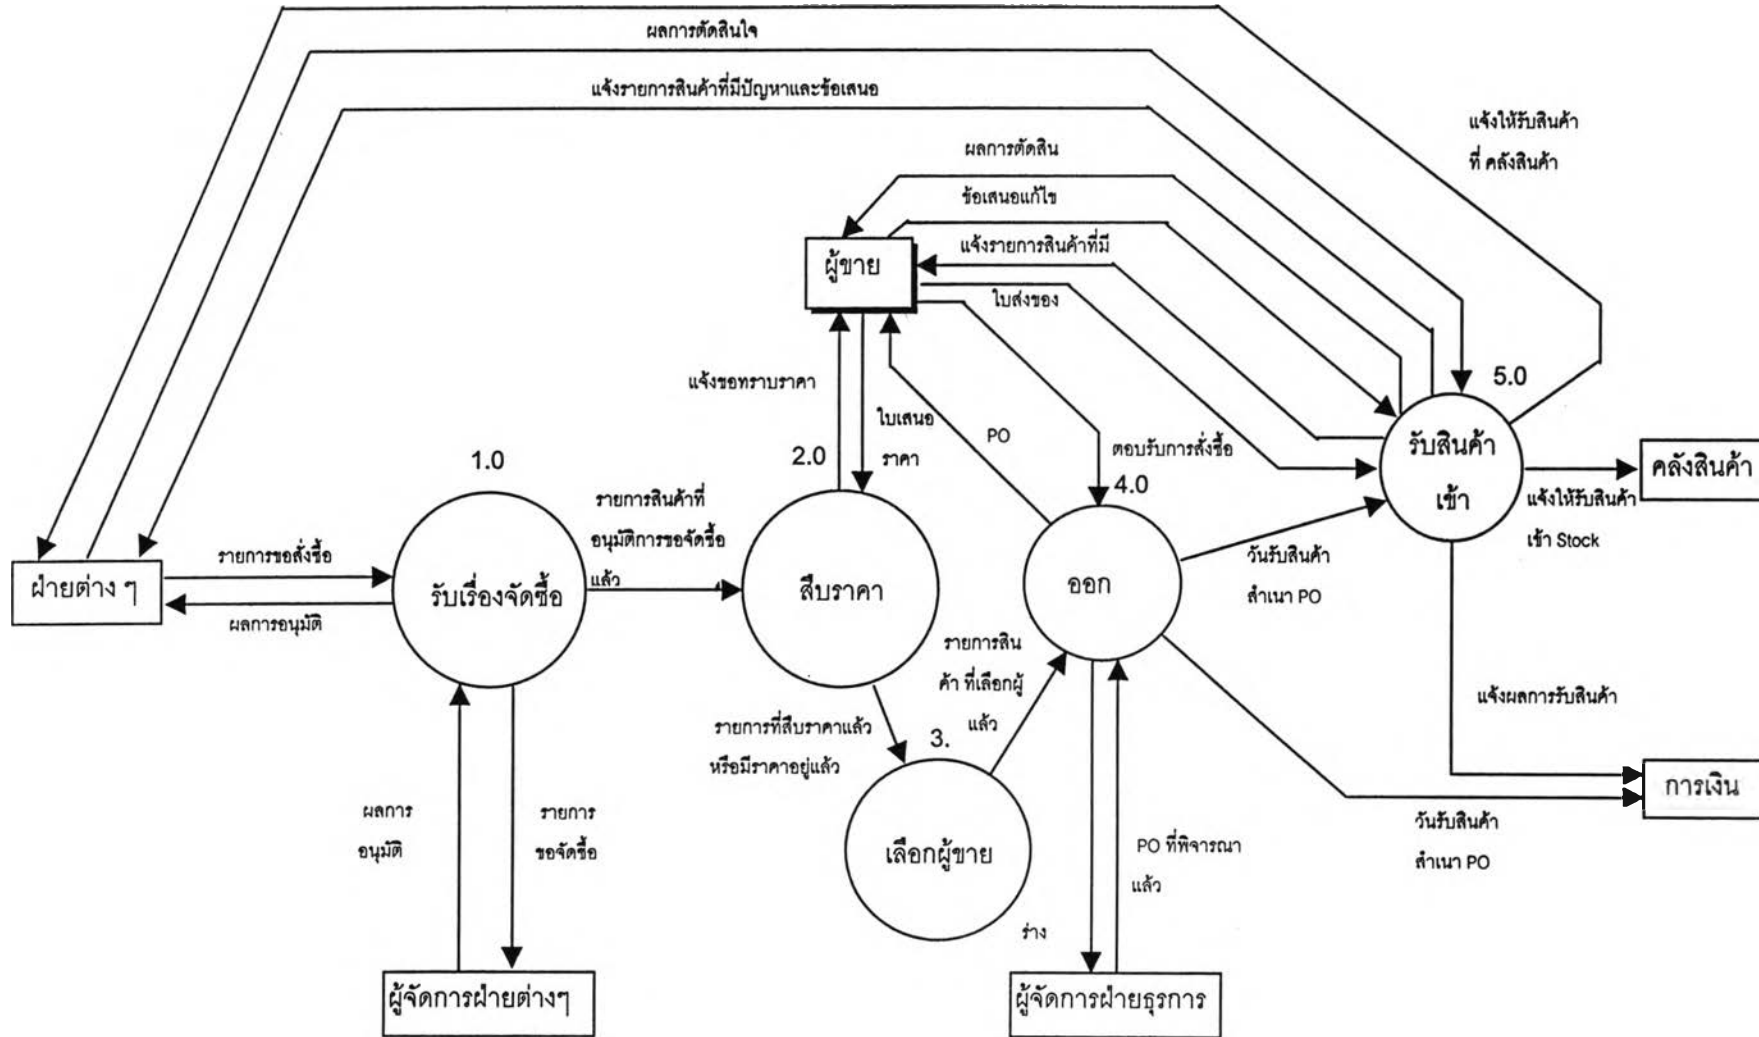 ผลการตัดสินใจ
แจ้งรายการสินค้าที่มีปัญหาและข้อเสนอ
แจ้งให้รับสินค้า
ที่ คลังสินค้า
ผลการตัดสิน
ข้อเสนอแก้ไข
แจ้งรายการสินค้าที่มี
ผู้ขาย
ใบส่งของ
แจ้งขอทราบราคา
ใบเสนอ
ราคา
PO
ตอบรับการสั่งซื้อ
5.0
รับสินค้า
เข้า
คลังสินค้า
แจ้งให้รับสินค้า
เข้า Stock
1.0
2.0
4.0
รายการสินค้าที่
อนุมัติการขอจัดซื้อ
แล้ว
รายการขอสั่งซื้อ
ฝ่ายต่าง ๆ
ผลการอนุมัติ
รับเรื่องจัดซื้อ
สืบราคา
ออก
วันรับสินค้า
สำเนา PO
รายการสิน
ค้า ที่เลือกผู้
แล้ว
รายการที่สืบราคาแล้ว
หรือมีราคาอยู่แล้ว
3.
เลือกผู้ขาย
แจ้งผลการรับสินค้า
การเงิน
วันรับสินค้า
สำเนา PO
ผลการ
อนุมัติ
รายการ
ขอจัดซื้อ
PO ที่พิจารณา
แล้ว
ร่าง
ผู้จัดการฝ่ายต่างๆ
ผู้จัดการฝ่ายธุรการ